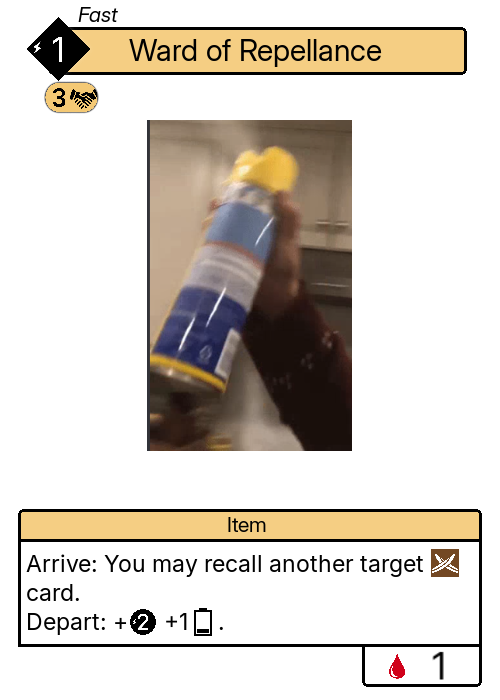 Fast
1
Ward of Repellance
3
Item
Arrive: You may recall another target
card.
Depart: +2 +1 .
1